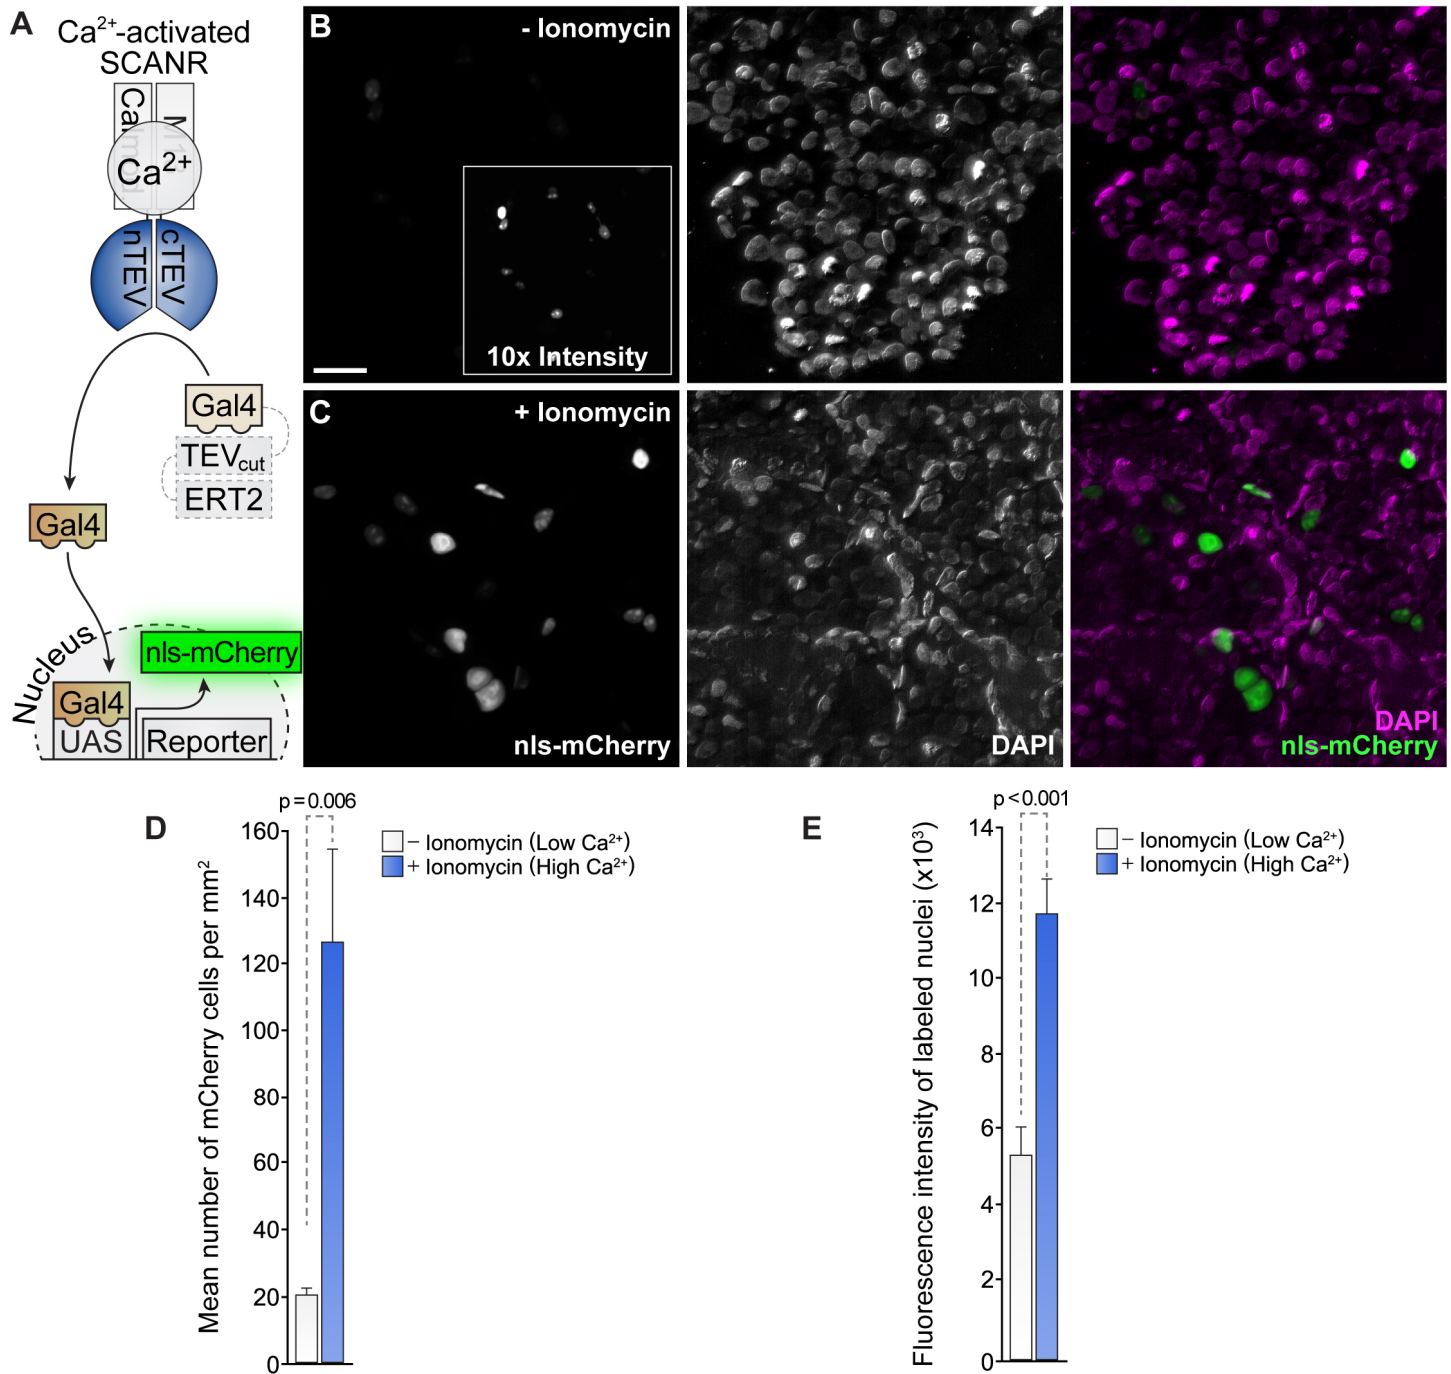 A
Ca2+-activated
SCANR
Ca2+
nTEV
cTEV
Gal4
TEVcut
ERT2
Gal4
Nucleus
nls-mCherry
Gal4
UAS
Reporter
B
- Ionomycin
10x Intensity
C
+ Ionomycin
nls-mCherry
DAPI
DAPI
nls-mCherry
D
p=0.006
Mean number of mCherry cells per mm2
160
140
120
100
80
60
40
20
0
− Ionomycin (Low Ca2+)
+ Ionomycin (High Ca2+)
E
p<0.001
Fluorescence intensity of labeled nuclei (x103)
14
12
10
8
6
4
2
0
− Ionomycin (Low Ca2+)
+ Ionomycin (High Ca2+)